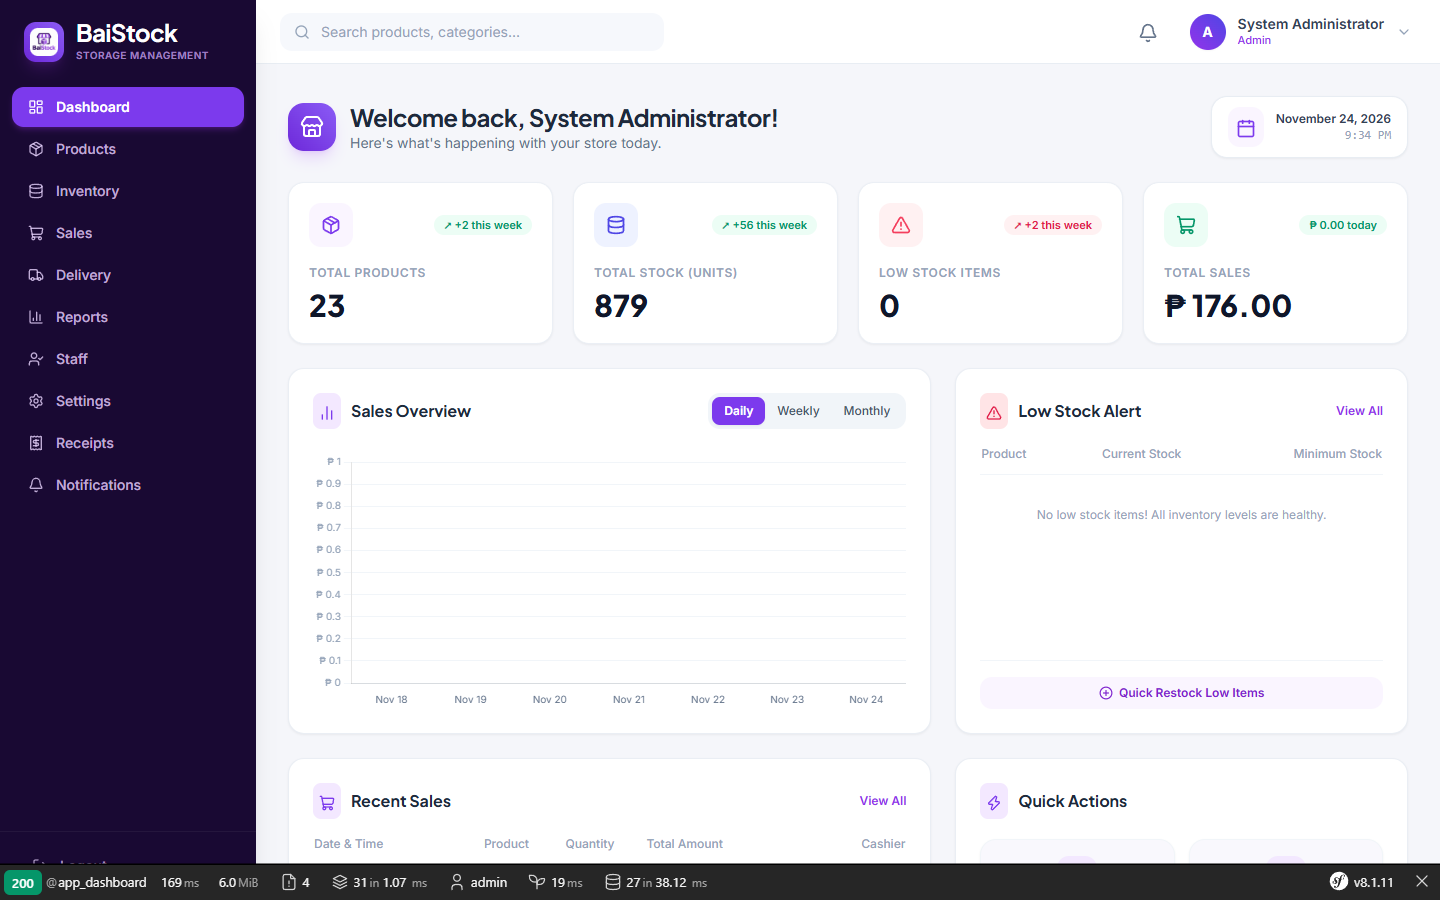 BaiStock
STORAGE MANAGEMENT
Dashboard
Products
Inventory
Sales
Delivery
Reports
Staff
Settings
Receipts
Notifications
Search products, categories...
A
System Administrator
Admin
Welcome back, System Administrator!
Here's what's happening with your store today.
November 24, 2026
9:34 PM
↗ +2 this week
TOTAL PRODUCTS
23
↗ +56 this week
TOTAL STOCK (UNITS)
879
↗ +2 this week
LOW STOCK ITEMS
0
₱ 0.00 today
TOTAL SALES
₱ 176.00
Sales Overview
Daily Weekly Monthly
₱ 1
₱ 0.9
₱ 0.8
₱ 0.7
₱ 0.6
₱ 0.5
₱ 0.4
₱ 0.3
₱ 0.2
₱ 0.1
₱ 0
Nov 18 Nov 19 Nov 20 Nov 21 Nov 22 Nov 23 Nov 24
Low Stock Alert
View All
Product Current Stock Minimum Stock
No low stock items! All inventory levels are healthy.
Quick Restock Low Items
Recent Sales
View All
Date & Time Product Quantity Total Amount Cashier
Quick Actions
200 @app_dashboard 169 ms 6.0 MiB 4 31 in 1.07 ms admin 19 ms 27 in 38.12 ms sf v8.1.11